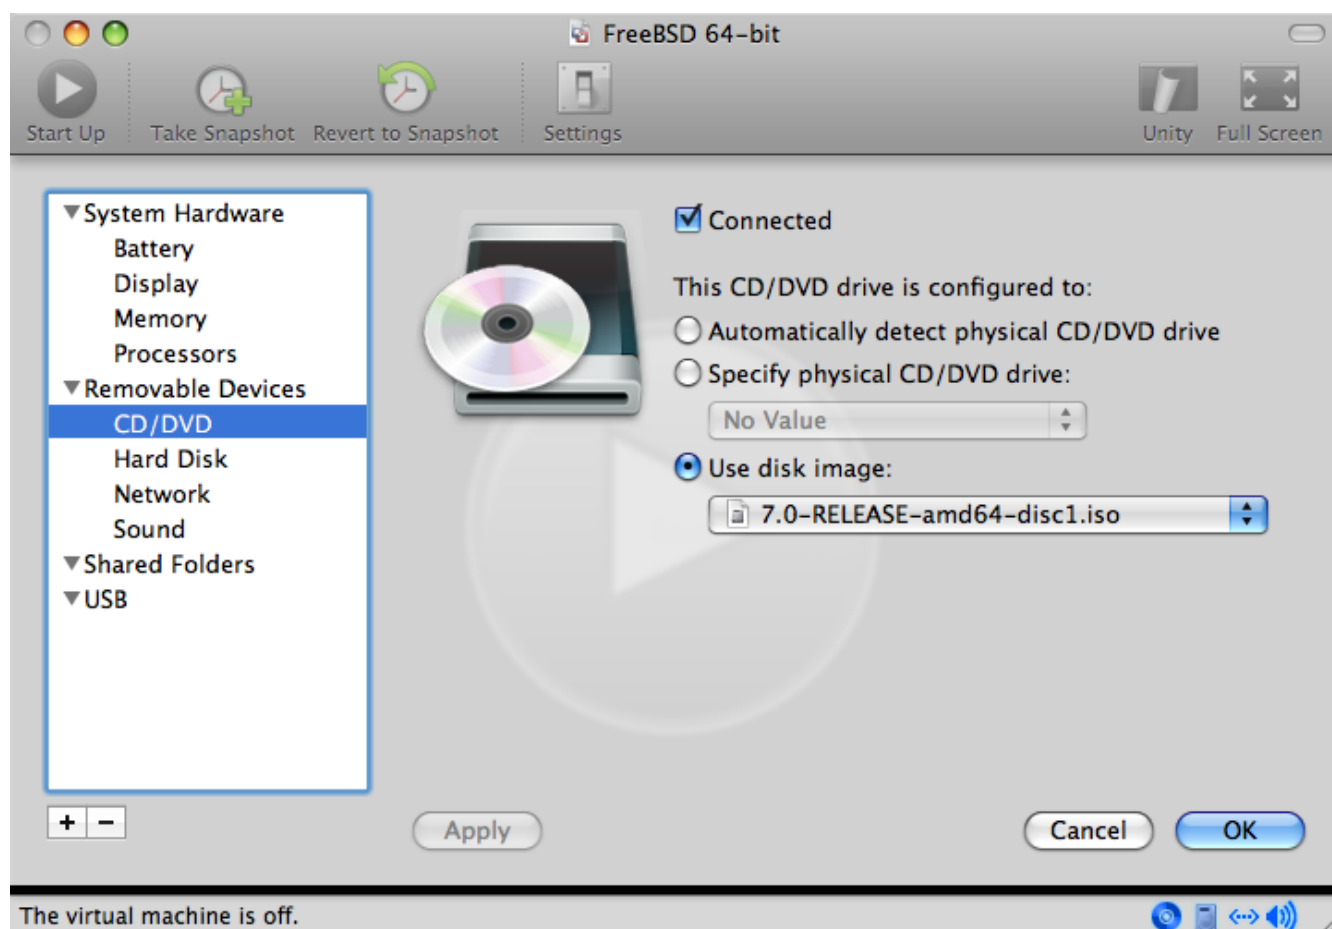 FreeBSD 64-bit
Start Up
Take Snapshot
Revert to Snapshot
Settings
Unity
Full Screen
System Hardware
Battery
Display
Memory
Processors
Removable Devices
CD/DVD
Hard Disk
Network
Sound
Shared Folders
USB
Connected
This CD/DVD drive is configured to:
Automatically detect physical CD/DVD drive
Specify physical CD/DVD drive:
No Value
Use disk image:
7.0-RELEASE-amd64-disc1.iso
+ −
Apply
Cancel
OK
The virtual machine is off.